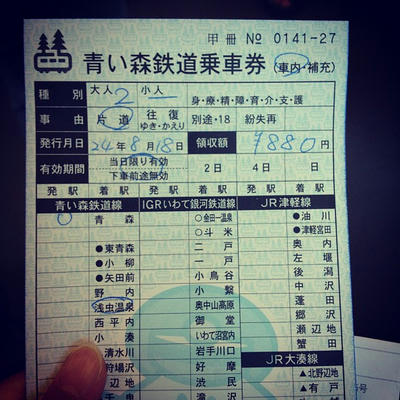 甲 冊 № 0141-27
青い森鉄道乗車券 (車内・補充)
種別 大人 2 小人 身・療・精・障・育・介・支・護
事由 片道 往復 ゆき・かえり 別途・18 紛失再
発行月日 24年 8月 18日 領収額 ¥880円
有効期間 当日限り有効 下車前途無効 2日 4日 日
発駅 着駅 発駅 着駅 発駅 着駅
青い森鉄道線 IGRいわて銀河鉄道線 JR津軽線
青森 ○金田一温泉 ●油川
○斗米 ●津軽宮田
●東青森 二戸 奥内
●小柳 一戸 左堰
●矢田前 小鳥谷 後潟
野内 小繋 中沢
浅虫温泉 奥中山高原 蓬田
西平内 御堂 郷沢
いわて沼宮内 瀬辺地
清水川 岩手川口 蟹田
狩場沢 好摩 JR大湊線
辺地 渋民 ▲北野辺地
千曳 滝沢 ▲有戸